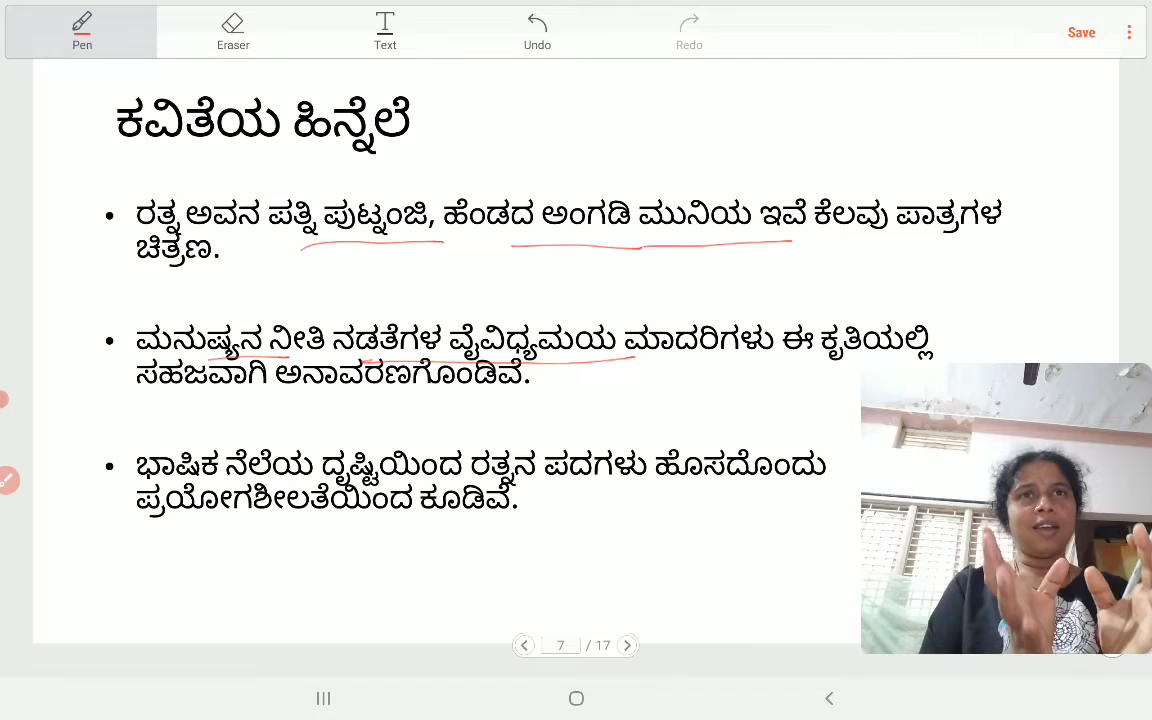 Pen
Eraser
Text
Undo
Redo
Save
ಕವಿತೆಯ ಹಿನ್ನೆಲೆ
• ರತ್ನ ಅವನ ಪತ್ನಿ ಪುಟ್ನಂಜಿ, ಹೆಂಡದ ಅಂಗಡಿ ಮುನಿಯ ಇವೆ ಕೆಲವು ಪಾತ್ರಗಳ
ಚಿತ್ರಣ.
• ಮನುಷ್ಯನ ನೀತಿ ನಡತೆಗಳ ವೈವಿಧ್ಯಮಯ ಮಾದರಿಗಳು ಈ ಕೃತಿಯಲ್ಲಿ
ಸಹಜವಾಗಿ ಅನಾವರಣಗೊಂಡಿವೆ.
• ಭಾಷಿಕ ನೆಲೆಯ ದೃಷ್ಟಿಯಿಂದ ರತ್ನನ ಪದಗಳು ಹೊಸದೊಂದು
ಪ್ರಯೋಗಶೀಲತೆಯಿಂದ ಕೂಡಿವೆ.
7 / 17